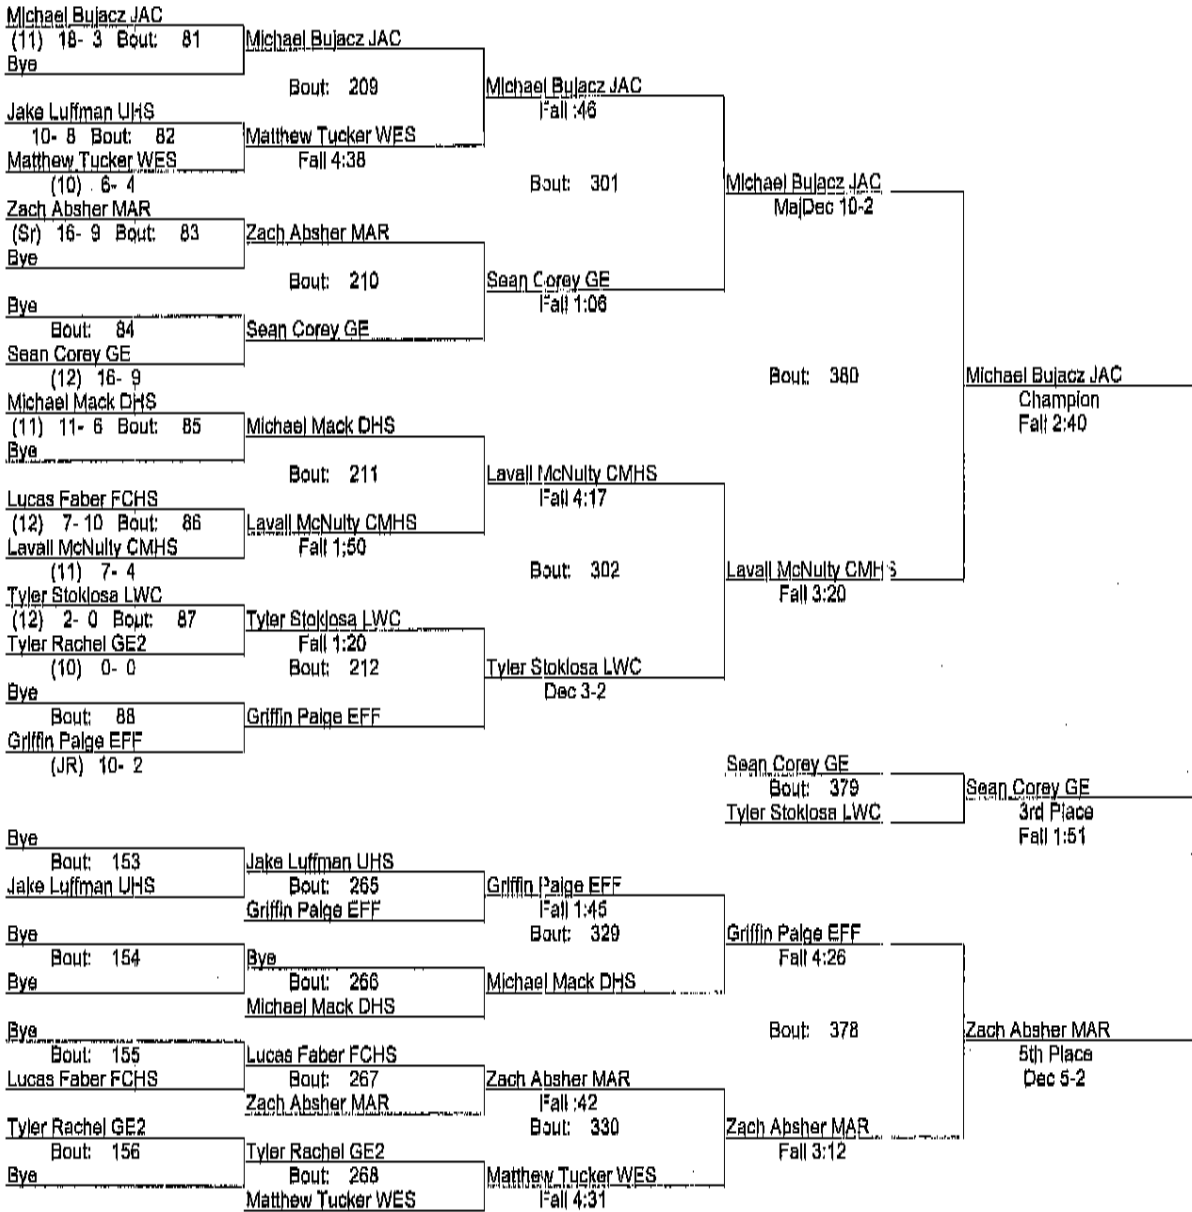 Michael Bujacz JAC
(11) 18- 3 Bout: 81
Bye
Michael Bujacz JAC
Bout: 209
Jake Luffman UHS
10- 8 Bout: 82
Matthew Tucker WES
(10) 6- 4
Matthew Tucker WES
Fall 4:38
Michael Bujacz JAC
Fall :46
Bout: 301
Zach Absher MAR
(Sr) 16- 9 Bout: 83
Bye
Zach Absher MAR
Bout: 210
Bye
Bout: 84
Sean Corey GE
(12) 16- 9
Sean Corey GE
Sean Corey GE
Fall 1:06
Michael Bujacz JAC
MajDec 10-2
Bout: 380
Michael Mack DHS
(11) 11- 6 Bout: 85
Bye
Michael Mack DHS
Bout: 211
Lucas Faber FCHS
(12) 7- 10 Bout: 86
Lavall McNulty CMHS
(11) 7- 4
Lavall McNulty CMHS
Fall 1:50
Lavall McNulty CMHS
Fall 4:17
Bout: 302
Tyler Stoklosa LWC
(12) 2- 0 Bout: 87
Tyler Rachel GE2
(10) 0- 0
Tyler Stoklosa LWC
Fall 1:20
Bout: 212
Bye
Bout: 88
Griffin Paige EFF
(JR) 10- 2
Griffin Paige EFF
Tyler Stoklosa LWC
Dec 3-2
Lavall McNulty CMHS
Fall 3:20
Michael Bujacz JAC
Champion
Fall 2:40
Sean Corey GE
Bout: 379
Tyler Stoklosa LWC
Sean Corey GE
3rd Place
Fall 1:51
Bye
Bout: 153
Jake Luffman UHS
Jake Luffman UHS
Bout: 265
Griffin Paige EFF
Griffin Paige EFF
Fall 1:45
Bout: 329
Bye
Bout: 154
Bye
Bye
Bout: 266
Michael Mack DHS
Michael Mack DHS
Griffin Paige EFF
Fall 4:26
Bout: 378
Bye
Bout: 155
Lucas Faber FCHS
Lucas Faber FCHS
Bout: 267
Zach Absher MAR
Zach Absher MAR
Fall :42
Bout: 330
Tyler Rachel GE2
Bout: 156
Bye
Tyler Rachel GE2
Bout: 268
Matthew Tucker WES
Matthew Tucker WES
Fall 4:31
Zach Absher MAR
Fall 3:12
Zach Absher MAR
5th Place
Dec 5-2